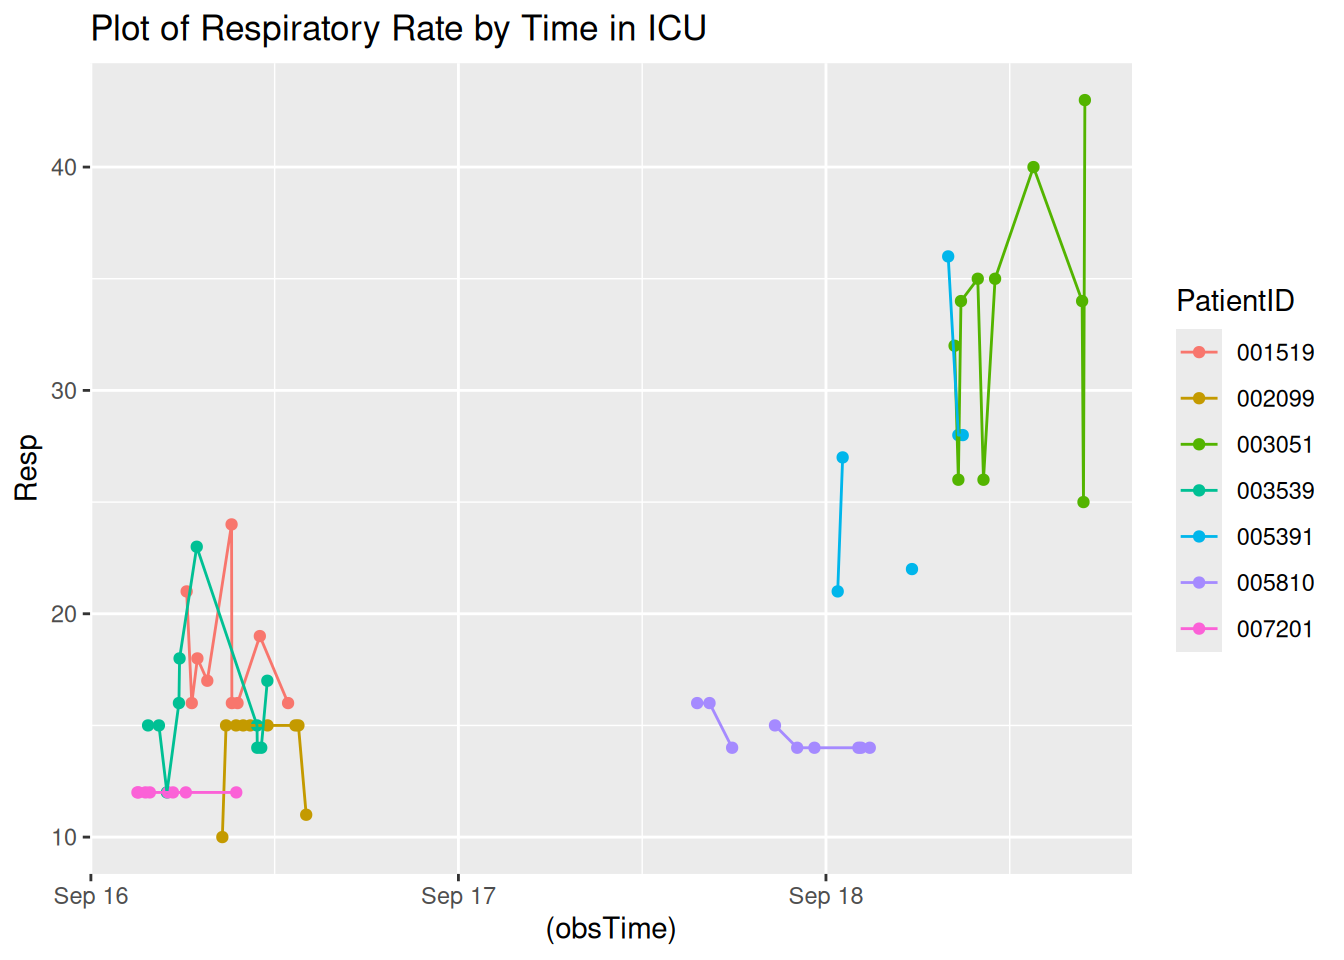 Plot of Respiratory Rate by Time in ICU
40
30
20
10
Resp
Sep 16
Sep 17
Sep 18
(obsTime)
PatientID
001519
002099
003051
003539
005391
005810
007201